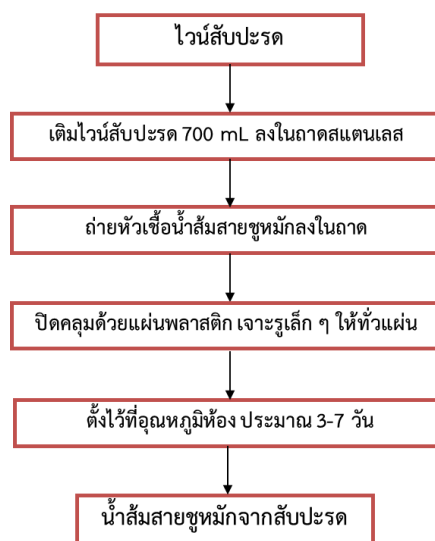 ไวน์สับปะรด
เติมไวน์สับปะรด 700 mL ลงในถาดสแตนเลส
ถ่ายหัวเชื้อน้ำส้มสายชูหมักลงในถาด
ปิดคลุมด้วยแผ่นพลาสติก เจาะรูเล็ก ๆ ให้ทั่วแผ่น
ตั้งไว้ที่อุณหภูมิห้อง ประมาณ 3-7 วัน
น้ำส้มสายชูหมักจากสับปะรด